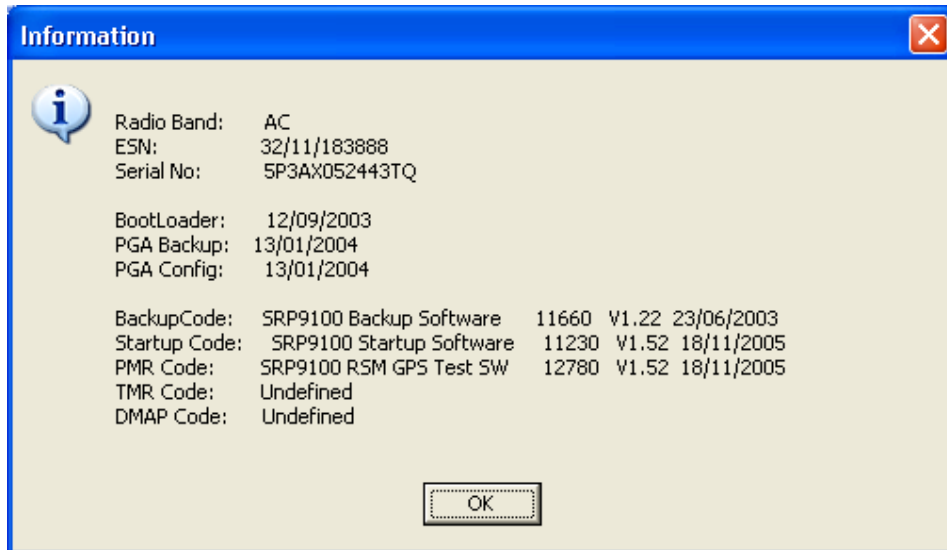 Information
Radio Band: AC
ESN: 32/11/183888
Serial No: 5P3AX052443TQ
BootLoader: 12/09/2003
PGA Backup: 13/01/2004
PGA Config: 13/01/2004
BackupCode: SRP9100 Backup Software 11660 V1.22 23/06/2003
Startup Code: SRP9100 Startup Software 11230 V1.52 18/11/2005
PMR Code: SRP9100 RSM GPS Test SW 12780 V1.52 18/11/2005
TMR Code: Undefined
DMAP Code: Undefined
OK